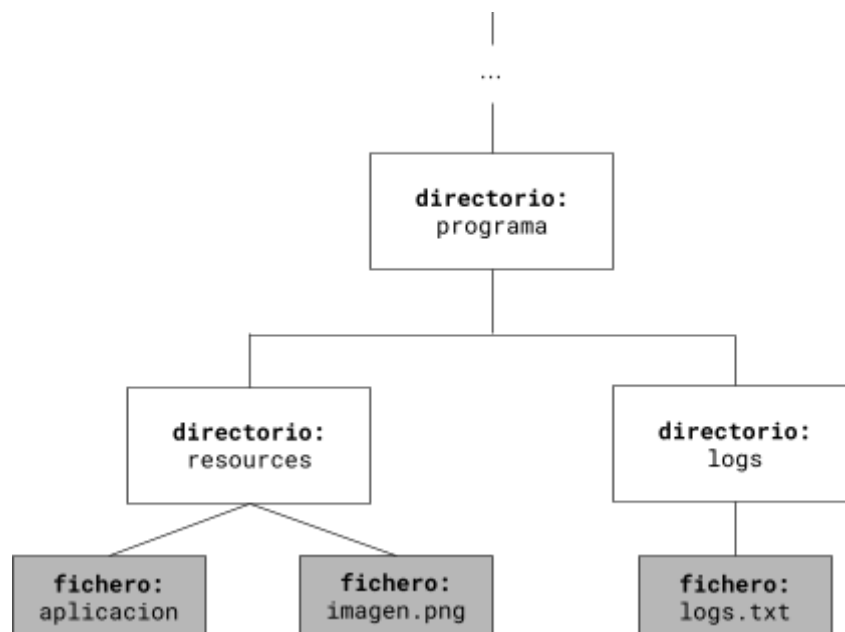 ...
directorio:
programa
directorio:
resources
directorio:
logs
fichero:
aplicacion
fichero:
imagen.png
fichero:
logs.txt